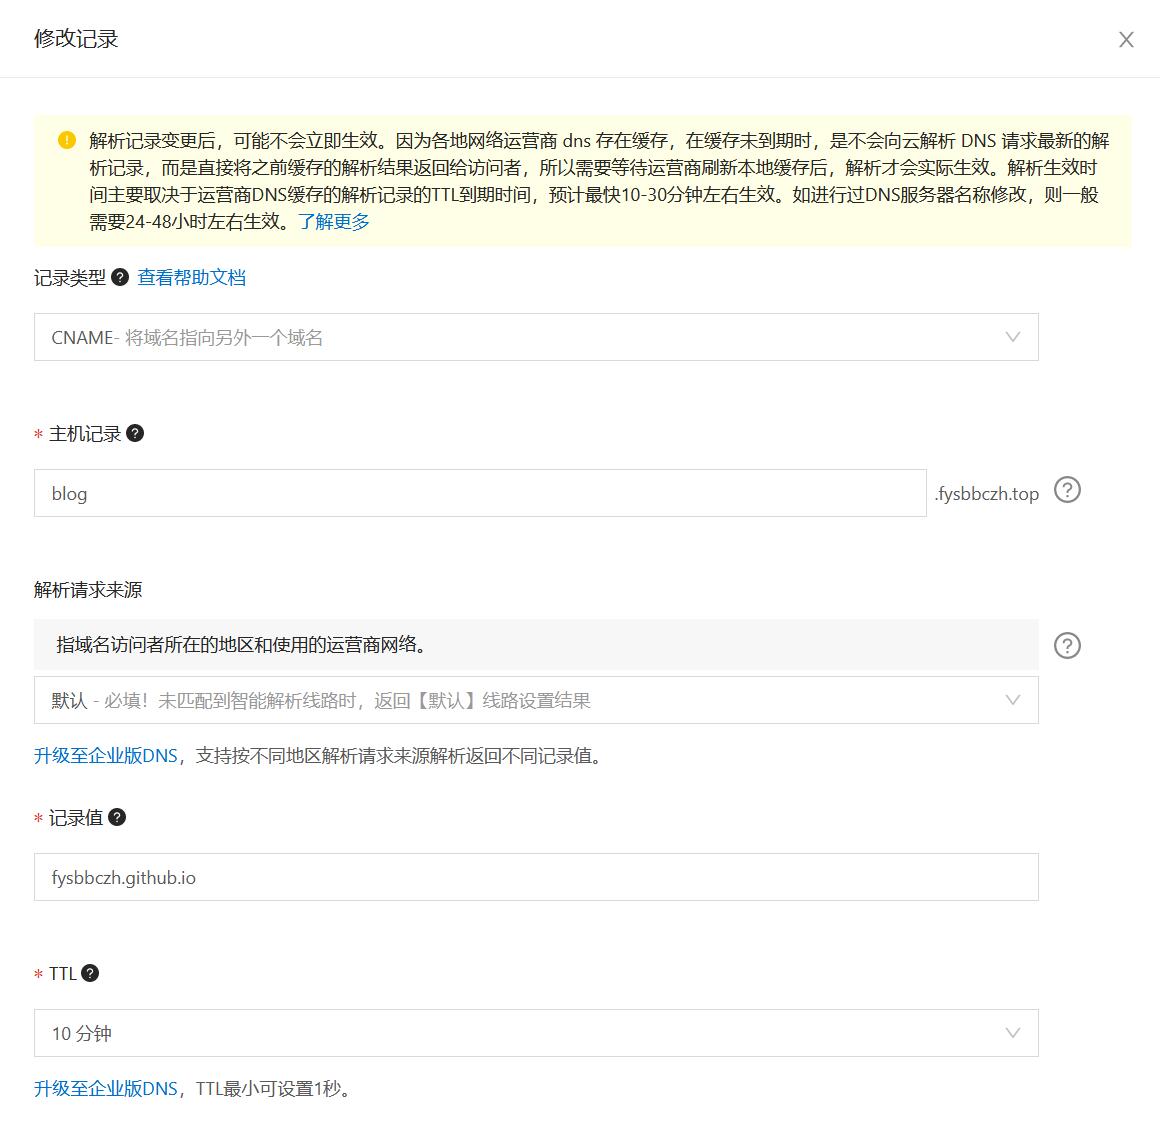 修改记录
解析记录变更后，可能不会立即生效。因为各地网络运营商 dns 存在缓存，在缓存未到期时，是不会向云解析 DNS 请求最新的解
析记录，而是直接将之前缓存的解析结果返回给访问者，所以需要等待运营商刷新本地缓存后，解析才会实际生效。解析生效时
间主要取决于运营商DNS缓存的解析记录的TTL到期时间，预计最快10-30分钟左右生效。如进行过DNS服务器名称修改，则一般
需要24-48小时左右生效。了解更多
记录类型 查看帮助文档
CNAME- 将域名指向另外一个域名
* 主机记录
blog .fysbbczh.top
解析请求来源
指域名访问者所在的地区和使用的运营商网络。
默认 - 必填！未匹配到智能解析线路时，返回【默认】线路设置结果
升级至企业版DNS，支持按不同地区解析请求来源解析返回不同记录值。
* 记录值
fysbbczh.github.io
* TTL
10 分钟
升级至企业版DNS，TTL最小可设置1秒。